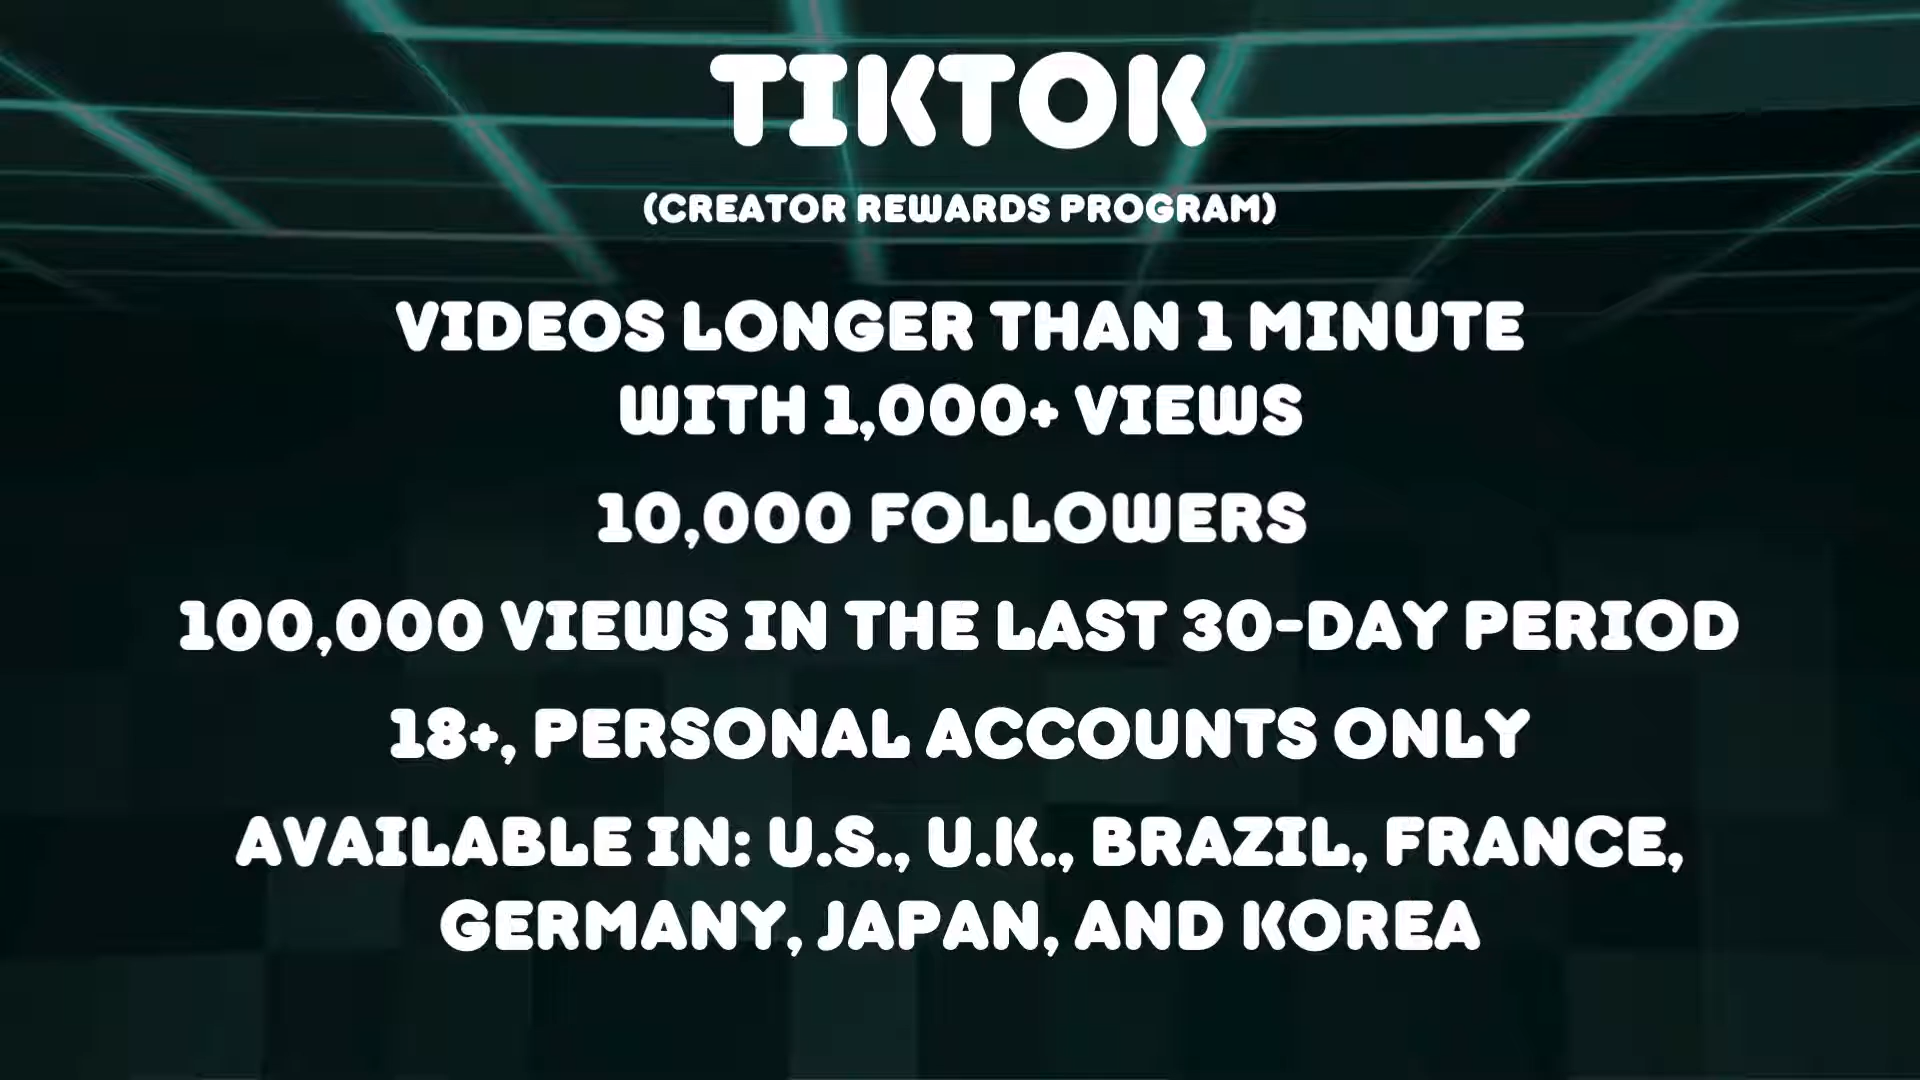 TIKTOK
(CREATOR REWARDS PROGRAM)
VIDEOS LONGER THAN 1 MINUTE
WITH 1,000+ VIEWS
10,000 FOLLOWERS
100,000 VIEWS IN THE LAST 30-DAY PERIOD
18+, PERSONAL ACCOUNTS ONLY
AVAILABLE IN: U.S., U.K., BRAZIL, FRANCE,
GERMANY, JAPAN, AND KOREA